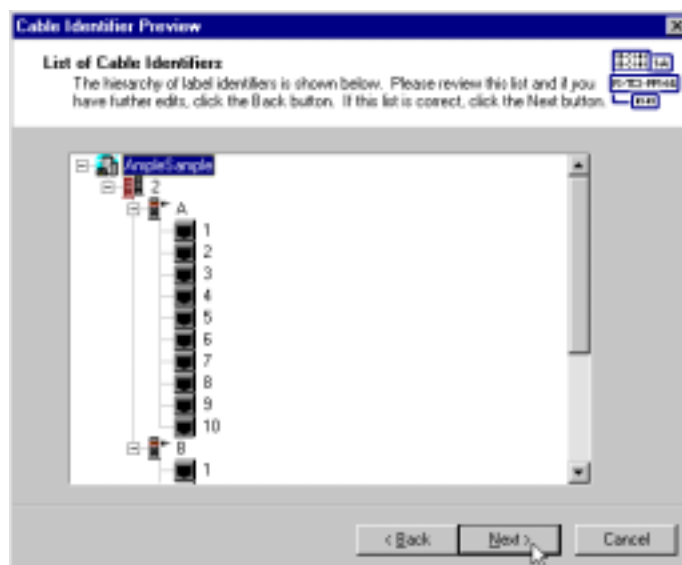 Cable Identifier Preview
List of Cable Identifiers
The hierarchy of label identifiers is shown below. Please review this list and if you
have further edits, click the Back button. If this list is correct, click the Next button.
AmpleSample
2
A
1
2
3
4
5
6
7
8
9
10
B
1
< Back
Next >
Cancel